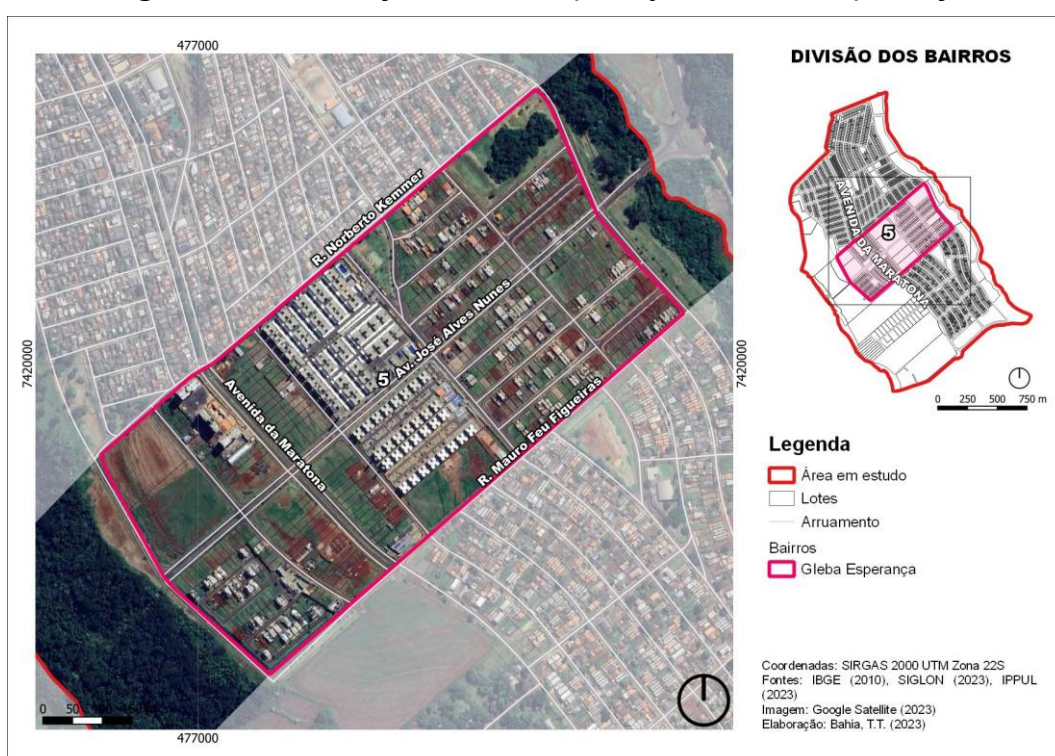 477000
7420000
R. Norberto Kemmer
Av. José Alves Nunes
5
Avenida da Maratona
R. Mauro Feu Figueiras
7420000
0 50
477000
DIVISÃO DOS BAIRROS
AVENIDA DA MARATONA
5
0 250 500 750 m
Legenda
Área em estudo
Lotes
Arruamento
Bairros
Gleba Esperança
Coordenadas: SIRGAS 2000 UTM Zona 22S
Fontes: IBGE (2010), SIGLON (2023), IPPUL
(2023)
Imagem: Google Satellite (2023)
Elaboração: Bahia, T.T. (2023)